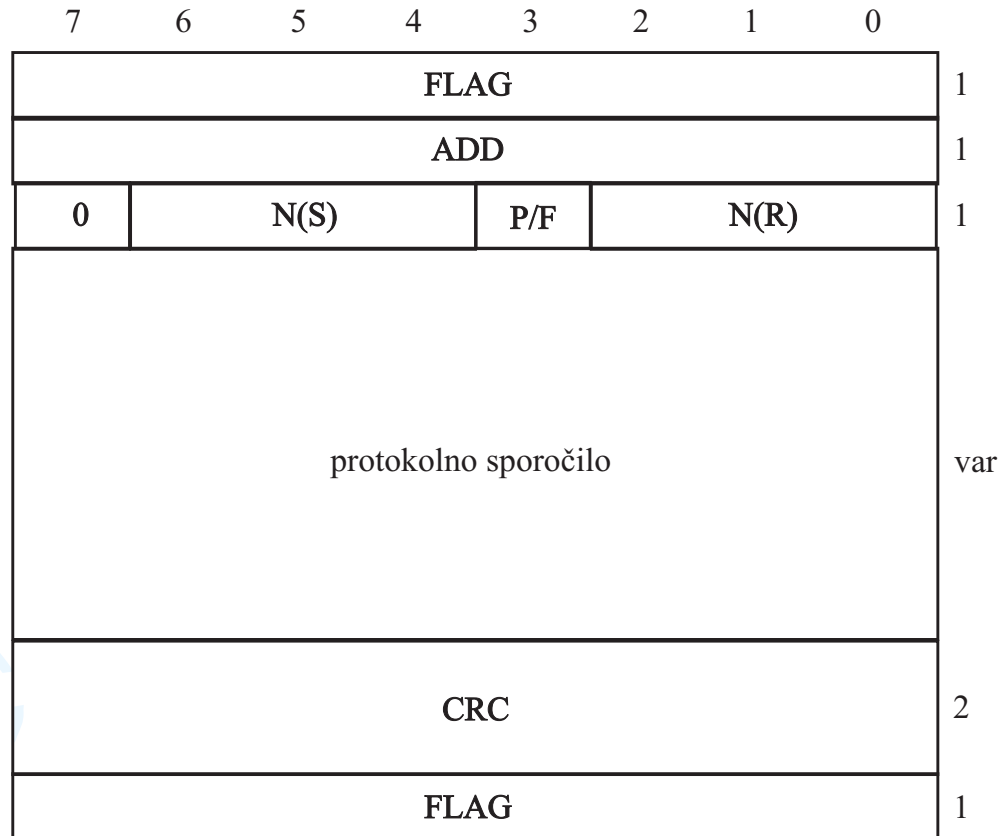 7 6 5 4 3 2 1 0
FLAG 1
ADD 1
0 N(S) P/F N(R) 1
protokolno sporočilo var
CRC 2
FLAG 1